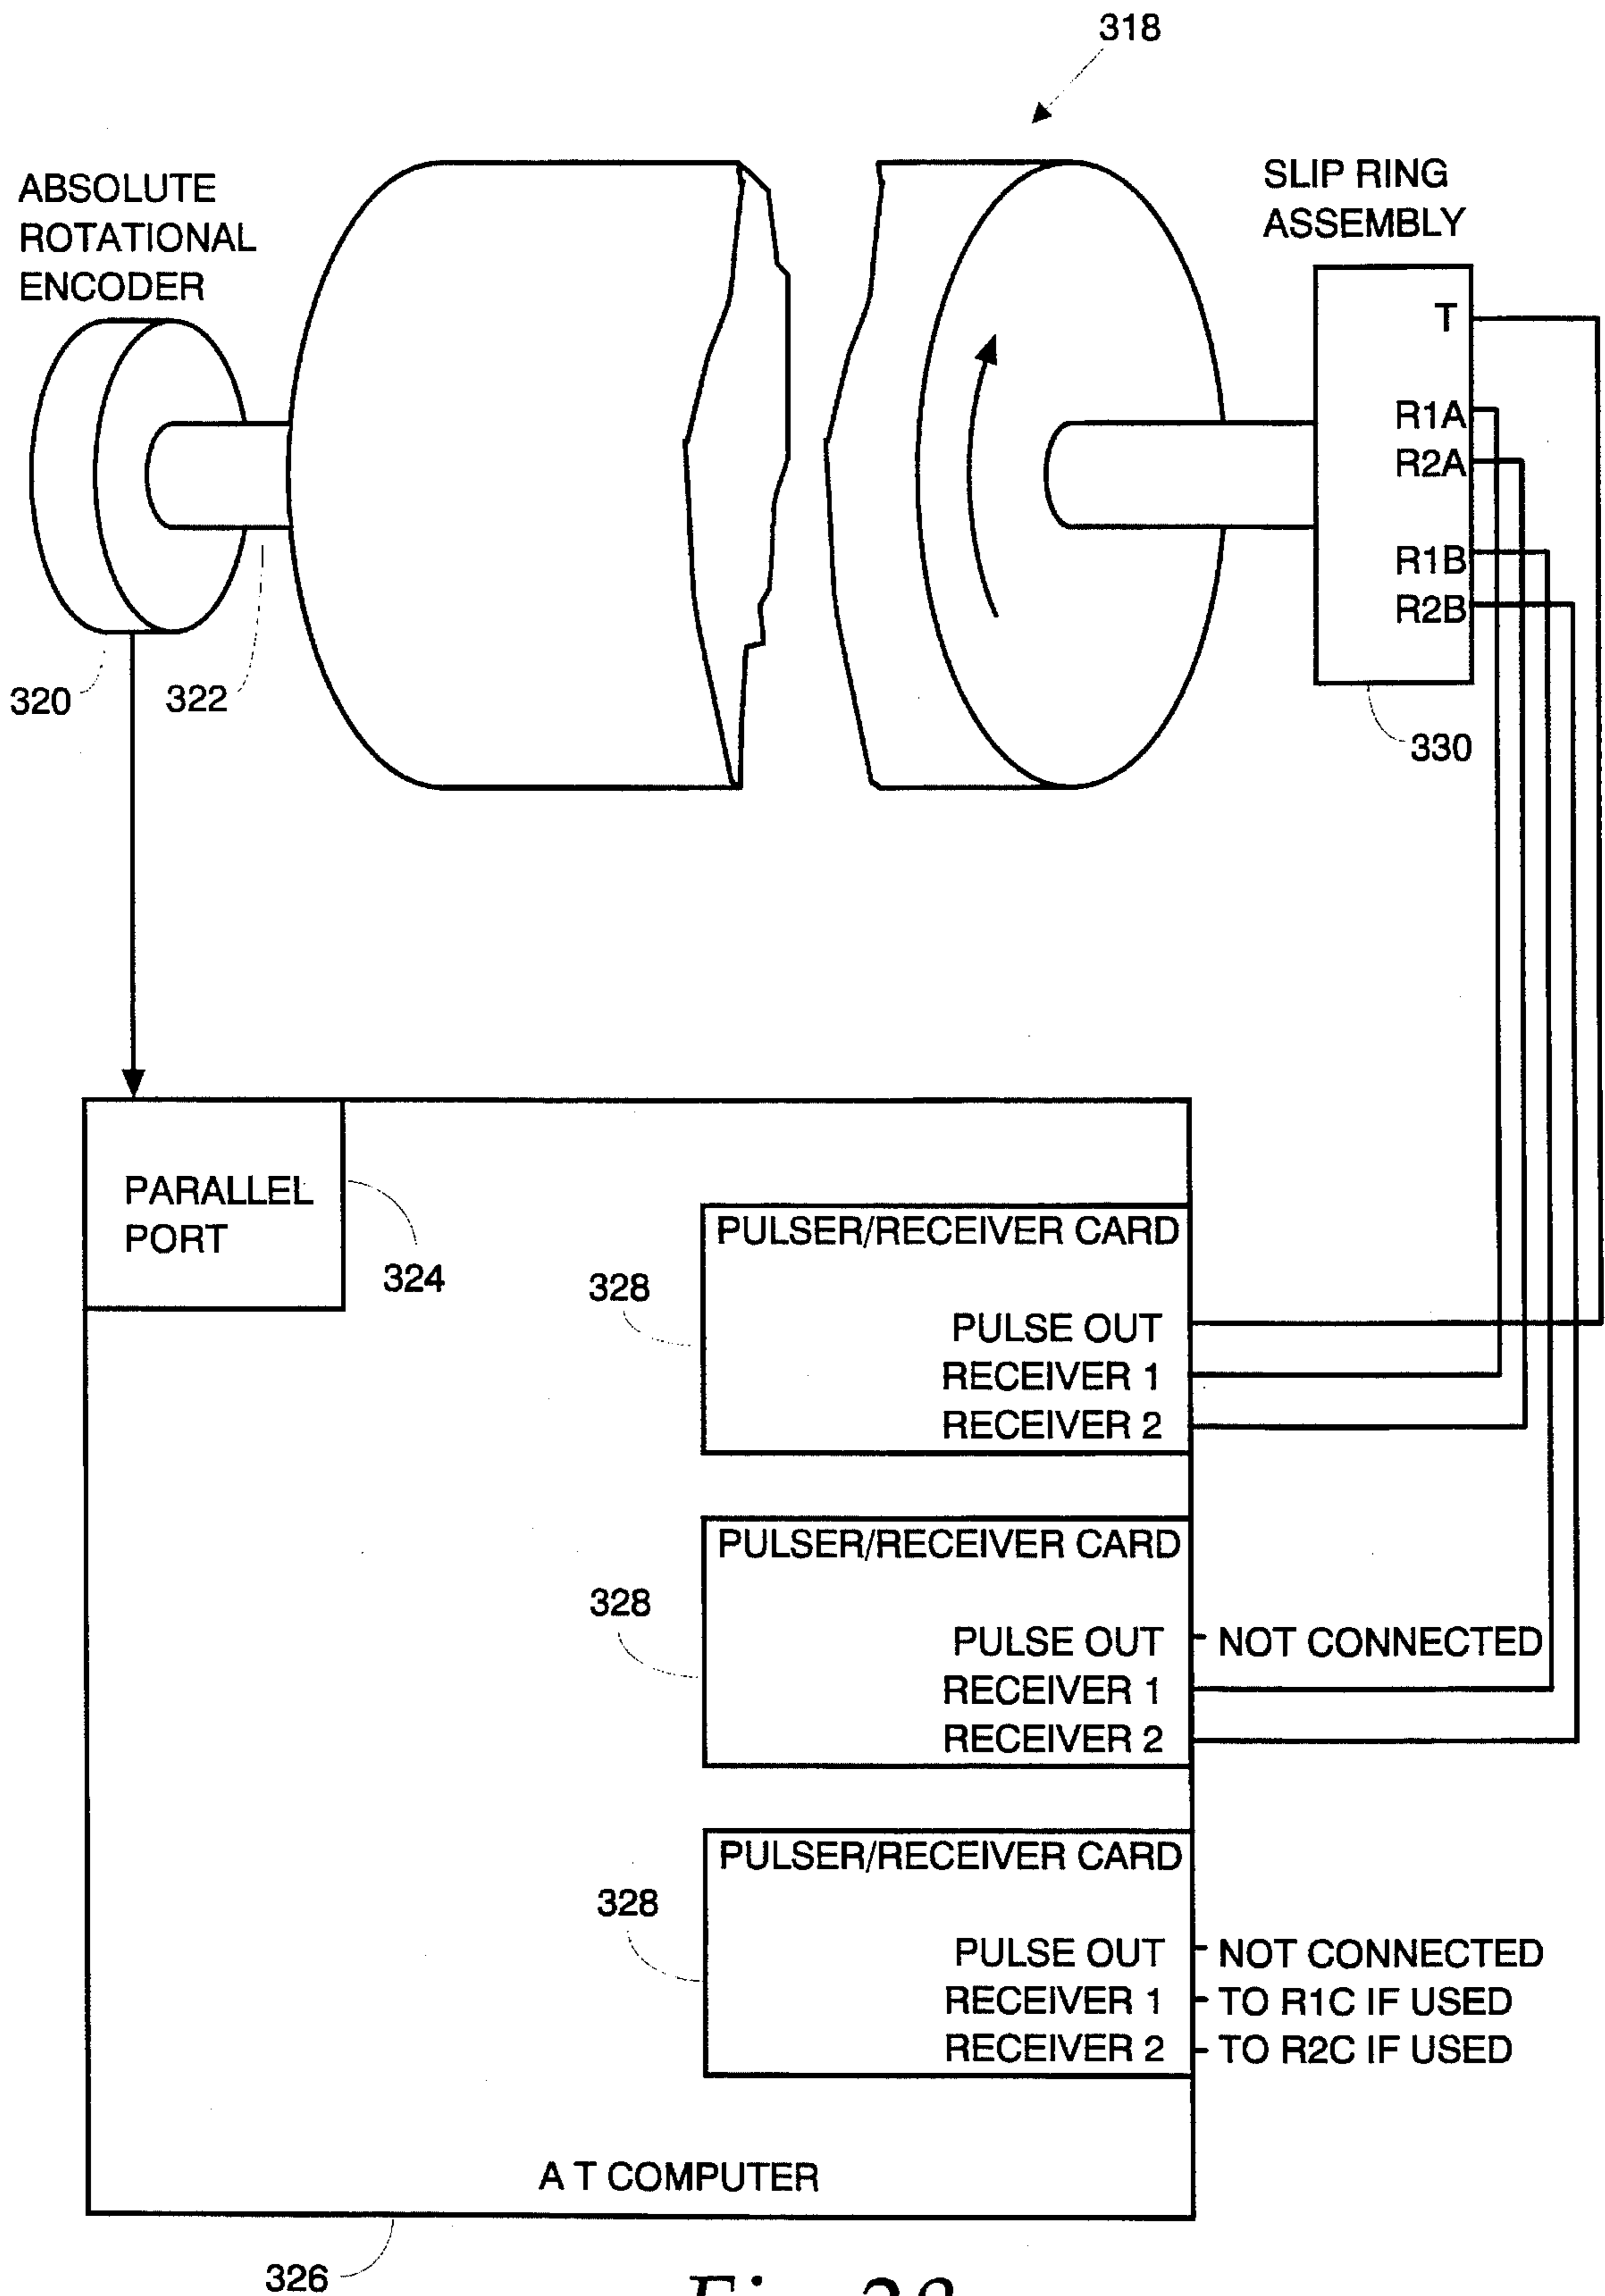 318
ABSOLUTE
ROTATIONAL
ENCODER
SLIP RING
ASSEMBLY
T
R1A
R2A
R1B
R2B
320
322
330
PARALLEL
PORT
324
PULSER/RECEIVER CARD
328
PULSE OUT
RECEIVER 1
RECEIVER 2
PULSER/RECEIVER CARD
328
PULSE OUT NOT CONNECTED
RECEIVER 1
RECEIVER 2
PULSER/RECEIVER CARD
328
PULSE OUT NOT CONNECTED
RECEIVER 1 TO R1C IF USED
RECEIVER 2 TO R2C IF USED
A T COMPUTER
326